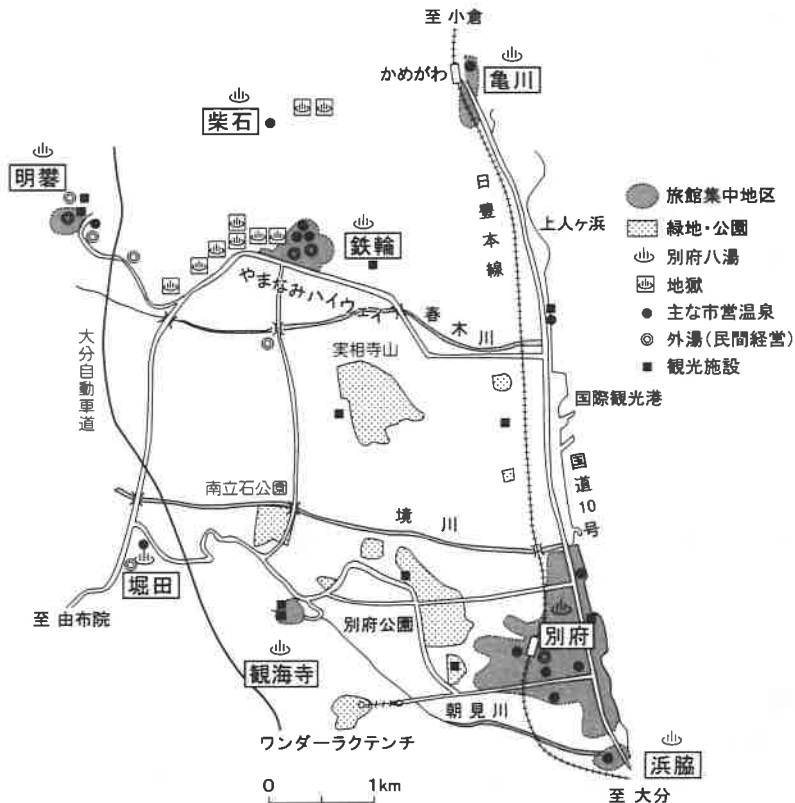 至 小倉
かめがわ
亀川
柴石
明礬
日豊本線
上人ヶ浜
旅館集中地区
緑地・公園
別府八湯
地獄
主な市営温泉
外湯(民間経営)
観光施設
鉄輪
やまなみハイウェイ
春木川
大分自動車道
実相寺山
国際観光港
南立石公園
境川
国道10号
堀田
至 由布院
別府公園
別府
観海寺
朝見川
ワンダーラクテンチ
浜脇
0 1km
至 大分